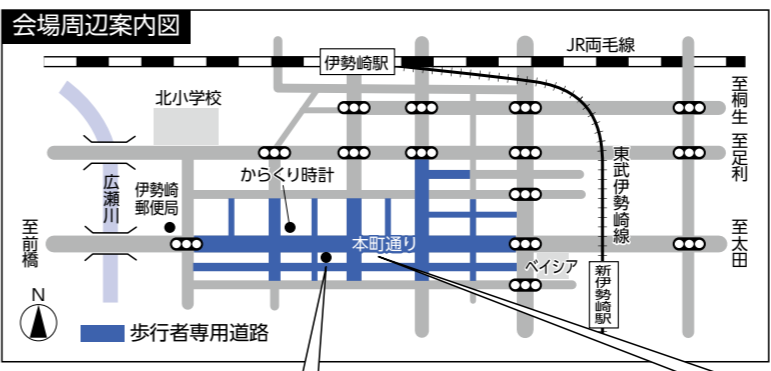 会場周辺案内図
JR両毛線
伊勢崎駅
至桐生
北小学校
至足利
からくり時計
東武伊勢崎線
広瀬川
伊勢崎
郵便局
至前橋
本町通り
至太田
ベイシア
新伊勢崎駅
N
歩行者専用道路